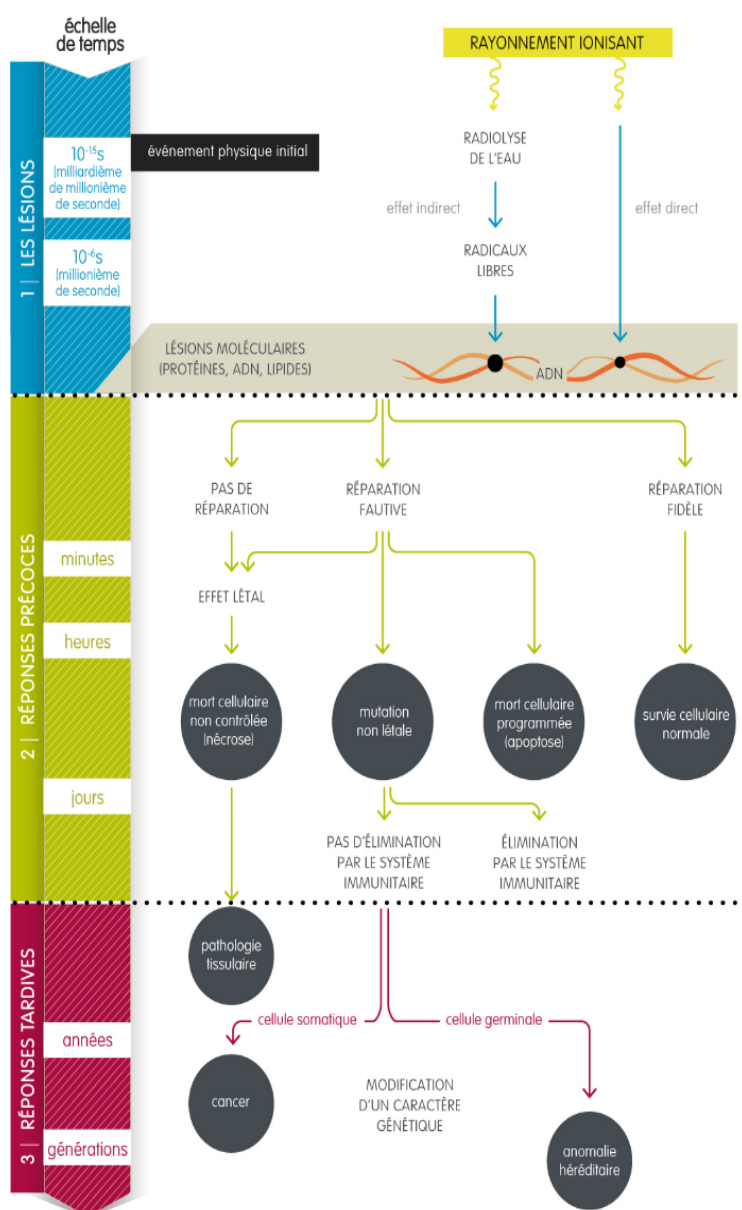 échelle
de temps
RAYONNEMENT IONISANT
1 | LES LÉSIONS
10⁻¹⁵s
(milliardième
de millionième
de seconde)
événement physique initial
RADIOLYSE
DE L'EAU
effet indirect
effet direct
10⁻⁶s
(millionième
de seconde)
RADICAUX
LIBRES
LÉSIONS MOLÉCULAIRES
(PROTÉINES, ADN, LIPIDES)
ADN
2 | RÉPONSES PRÉCOCES
PAS DE
RÉPARATION
RÉPARATION
FAUTIVE
RÉPARATION
FIDÈLE
minutes
EFFET LÉTAL
heures
mort cellulaire
non contrôlée
(nécrose)
mutation
non létale
mort cellulaire
programmée
(apoptose)
survie cellulaire
normale
jours
PAS D'ÉLIMINATION
PAR LE SYSTÈME
IMMUNITAIRE
ÉLIMINATION
PAR LE SYSTÈME
IMMUNITAIRE
3 | RÉPONSES TARDIVES
pathologie
tissulaire
cellule somatique
cellule germinale
années
cancer
MODIFICATION
D'UN CARACTÈRE
GÉNÉTIQUE
générations
anomalie
héréditaire